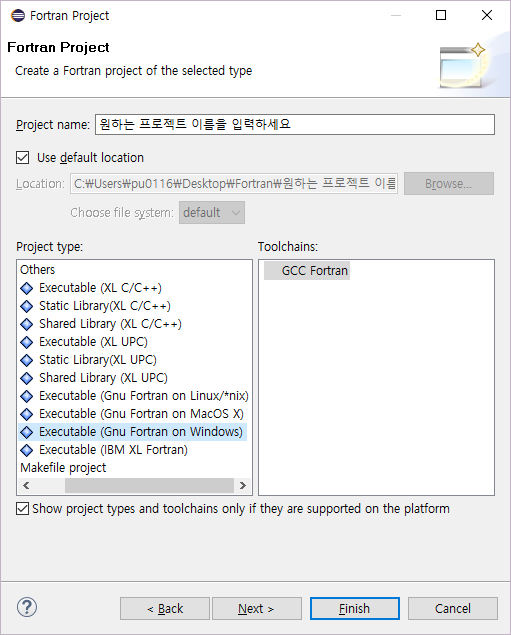 Fortran Project
Fortran Project
Create a Fortran project of the selected type
Project name: 원하는 프로젝트 이름을 입력하세요
Use default location
Location: C:₩Users₩pu0116₩Desktop₩Fortran₩원하는 프로젝트 이름 Browse...
Choose file system: default
Project type: Toolchains:
Others GCC Fortran
Executable (XL C/C++)
Static Library(XL C/C++)
Shared Library (XL C/C++)
Executable (XL UPC)
Static Library(XL UPC)
Shared Library (XL UPC)
Executable (Gnu Fortran on Linux/*nix)
Executable (Gnu Fortran on MacOS X)
Executable (Gnu Fortran on Windows)
Executable (IBM XL Fortran)
Makefile project
Show project types and toolchains only if they are supported on the platform
? < Back Next > Finish Cancel